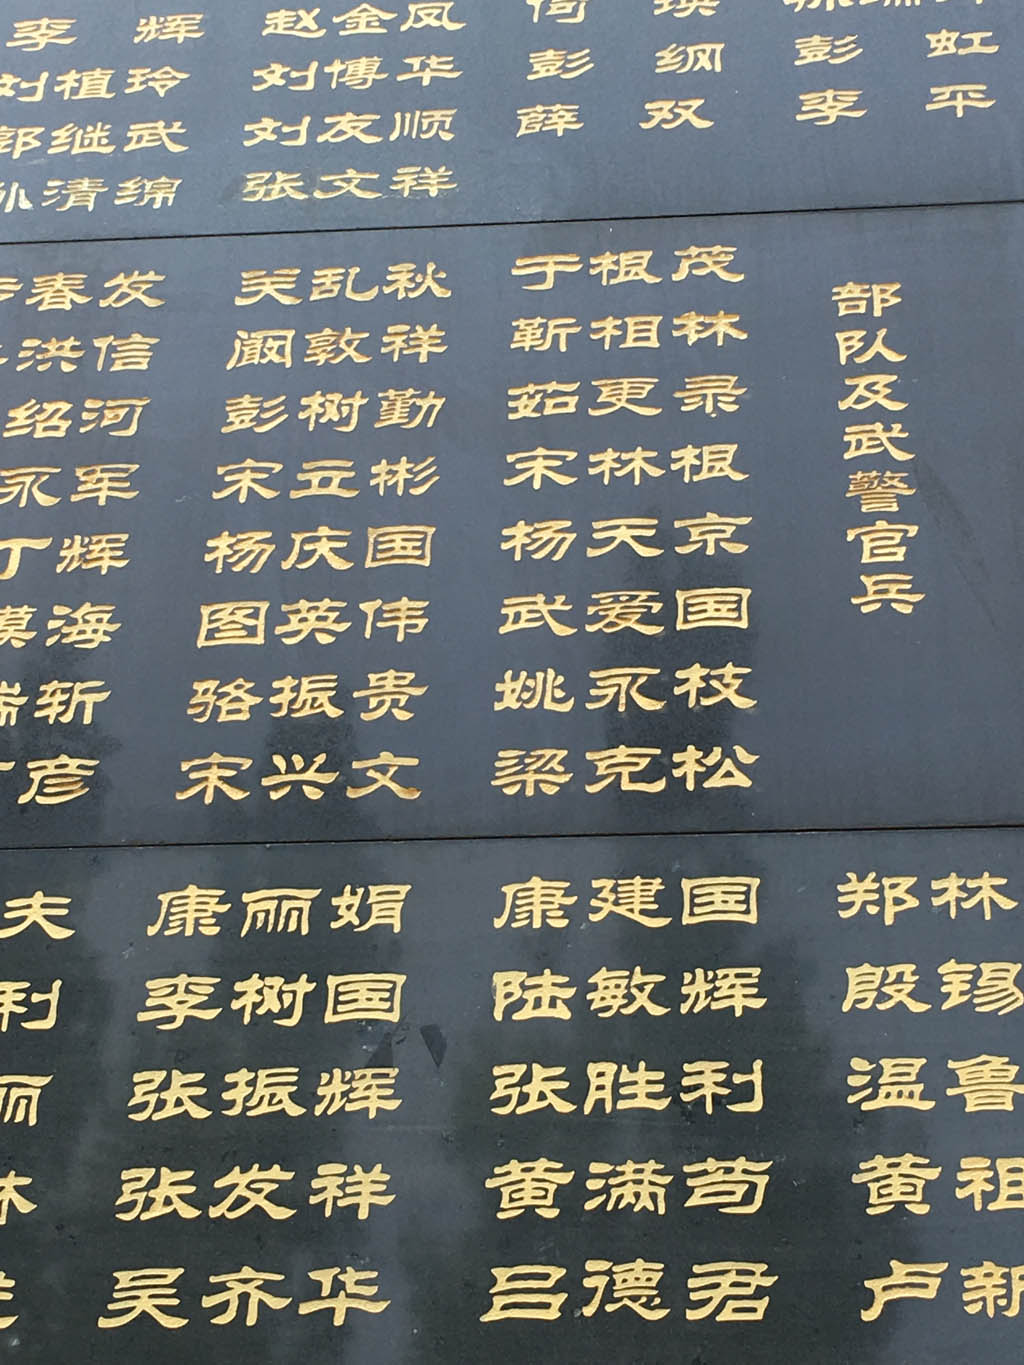 李辉 赵金凤
刘植玲 刘博华 彭纲 彭虹
郭继武 刘友顺 薛双 李平
孙清绵 张文祥
部队及武警官兵
春发 关乱秋 于根茂
洪信 阚敦祥 靳相林
绍河 彭树勤 茹更录
永军 宋立彬 宋林根
丁辉 杨庆国 杨天京
漠海 图英伟 武爱国
瑞斩 骆振贵 姚永枝
彦 宋兴文 梁克松
夫 康丽娟 康建国 郑林
利 李树国 陆敏辉 殷锡
丽 张振辉 张胜利 温鲁
林 张发祥 黄满苟 黄祖
吴齐华 吕德君 卢新